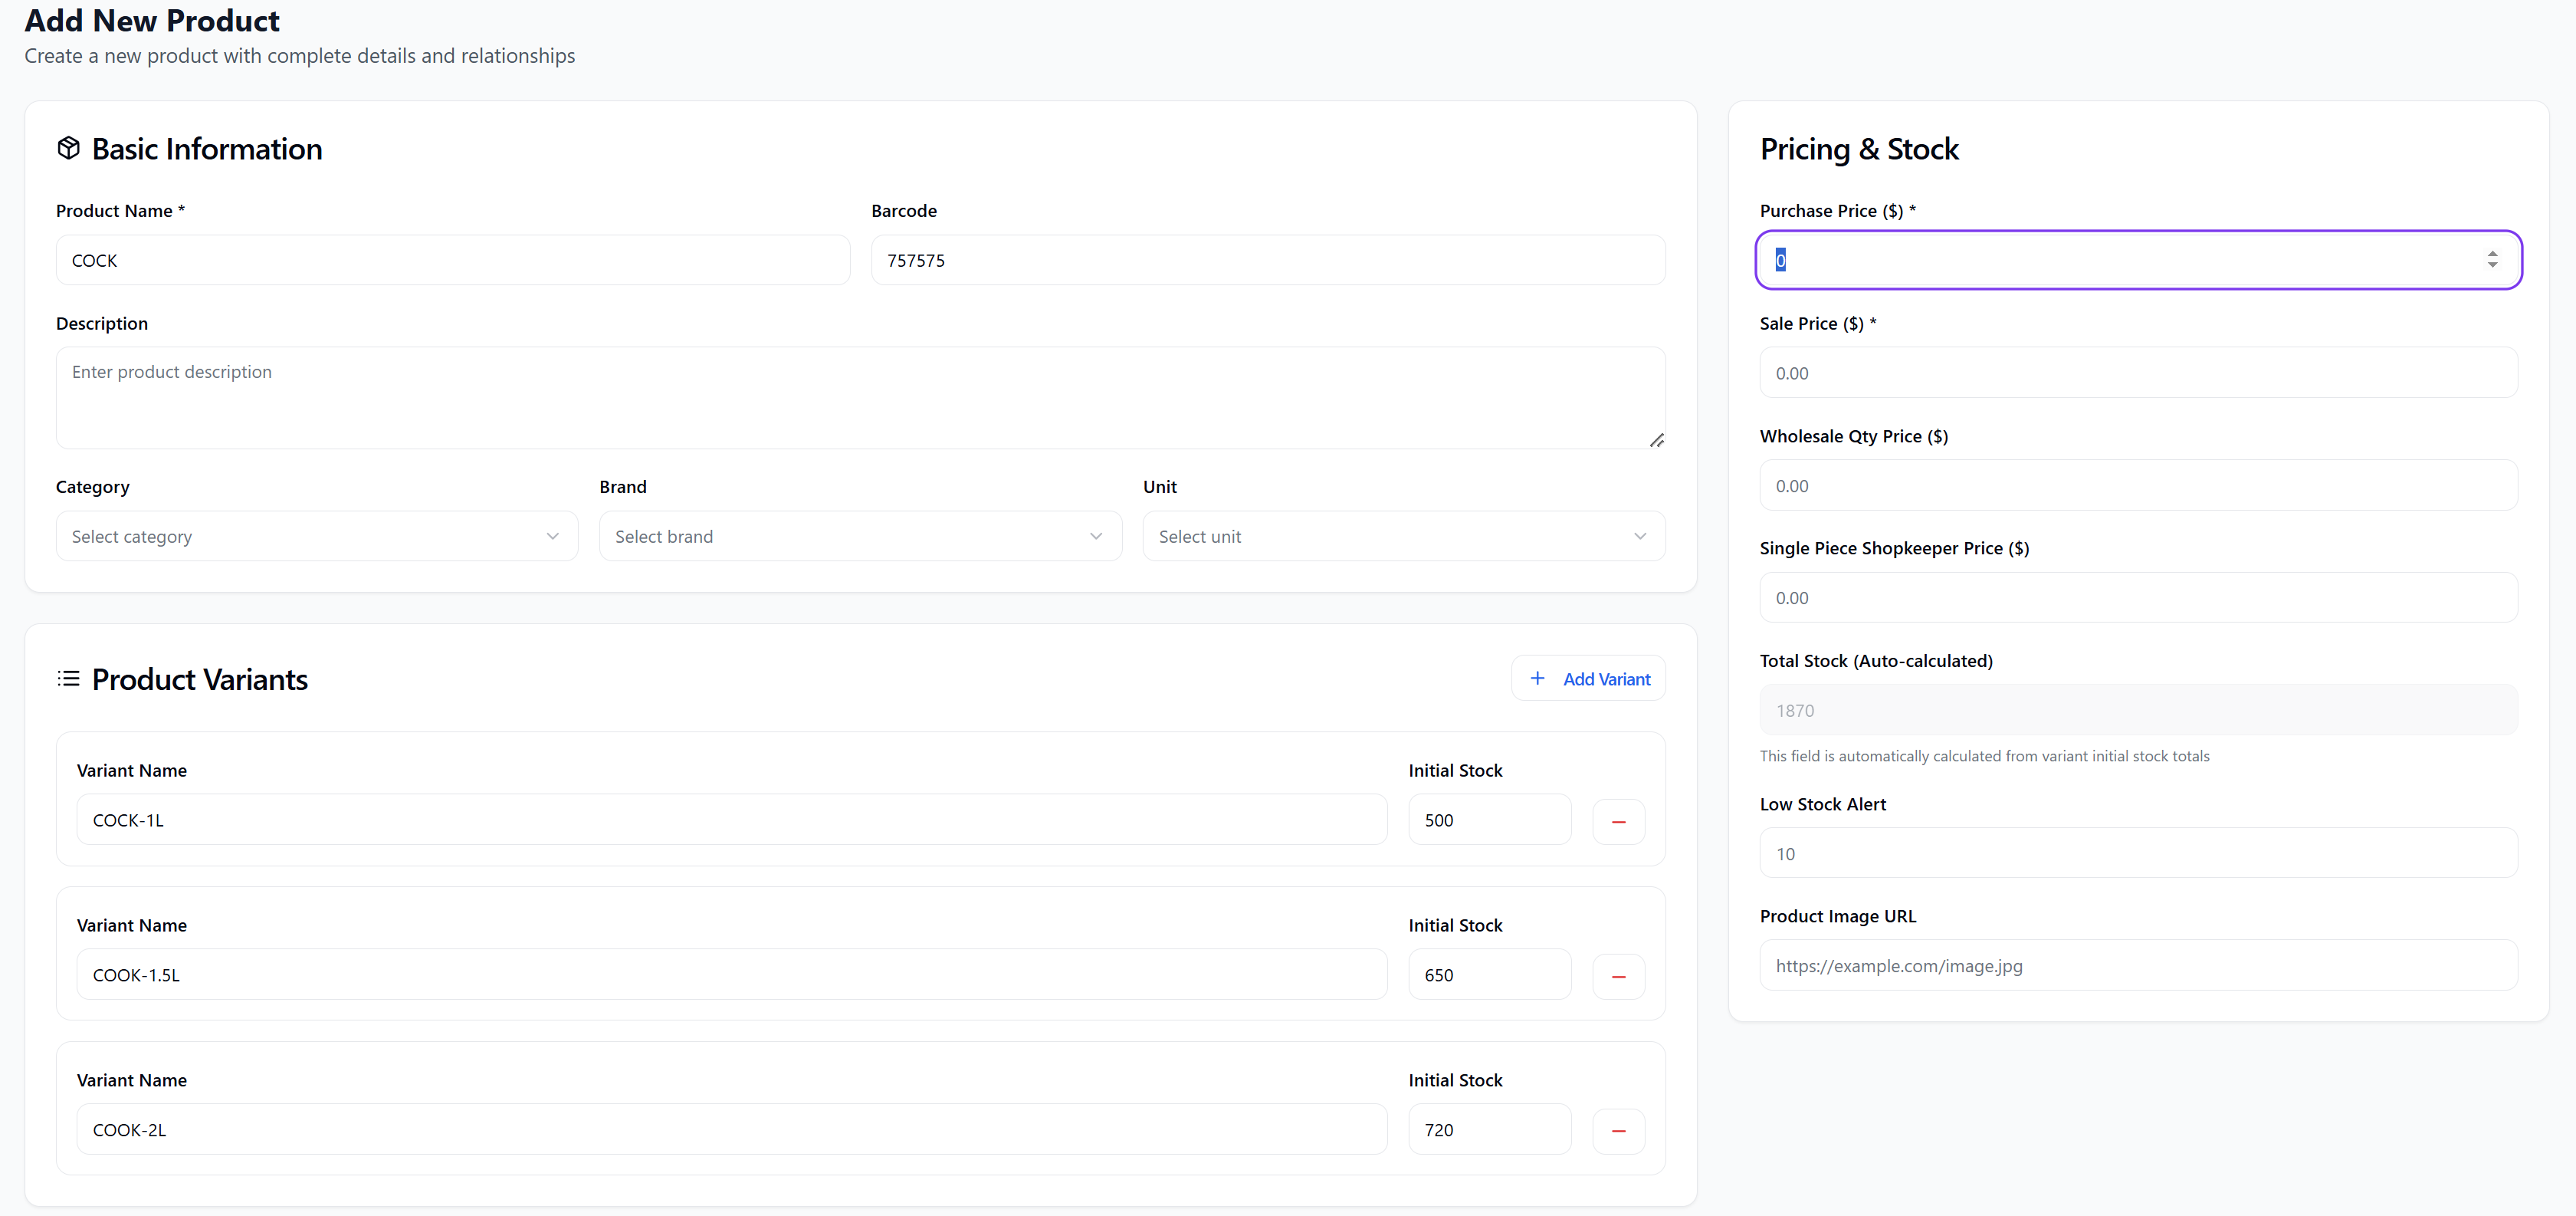 Add New Product
Create a new product with complete details and relationships
Basic Information
Product Name *
Barcode
COCK
757575
Description
Enter product description
Category
Brand
Unit
Select category
Select brand
Select unit
Product Variants
Add Variant
Variant Name
Initial Stock
COCK-1L
500
Variant Name
Initial Stock
COOK-1.5L
650
Variant Name
Initial Stock
COOK-2L
720
Pricing & Stock
Purchase Price ($) *
0
Sale Price ($) *
0.00
Wholesale Qty Price ($)
0.00
Single Piece Shopkeeper Price ($)
0.00
Total Stock (Auto-calculated)
1870
This field is automatically calculated from variant initial stock totals
Low Stock Alert
10
Product Image URL
https://example.com/image.jpg